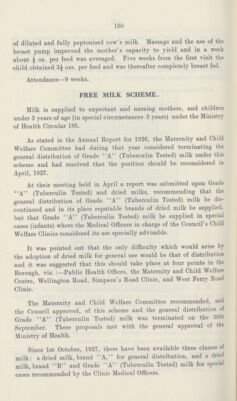 150
of diluted and fully peptonised cow's milk. Massage and the use of the
breast pump improved the mother's capacity to yield and in a week
about ½ oz. per feed was averaged. Five weeks from the first visit the
child obtained 3½ ozs. per feed and was thereafter completely breast fed.
Attendance—9 weeks.
FREE MILK SCHEME.
Milk is supplied to expectant and nursing mothers, and children
under 3 years of age (in special circumstances 5 years) under the Ministry
of Health Circular 185.
As stated in the Annual Report for 1926, the Maternity and Child
Welfare Committee had during that year considered terminating the
general distribution of Grade "A" (Tuberculin Tested) milk under this
scheme and had resolved that the position should be reconsidered in
April, 1927.
At their meeting held in April a report was submitted upon Grade
"A" (Tuberculin Tested) and dried milks, recommending that the
general distribution of Grade "A" (Tuberculin Tested) milk be dis-
continued and in its place reputable brands of dried milk be supplied,
but that Grade "A" (Tuberculin Tested) milk be supplied in special
cases (infants) where the Medical Officers in charge of the Council's Child
Welfare Clinics considered its use specially advisable.
It was pointed out that the only difficulty which would arise by
the adoption of dried milk for general use would be that of distribution
and it was suggested that this should take place at four points in the
Borough, viz. :—Public Health Offices, the Maternity and Child Welfare
Centre, Wellington Road, Simpson's Road Clinic, and West Ferry Road
Clinic.
The Maternity and Child Welfare Committee recommended, and
the Council approved, of this scheme and the general distribution of
Grade "A" (Tuberculin Tested) milk was terminated on the 30th
September. These proposals met with the general approval of the
Ministry of Health.
Since 1st October, 1927, there have been available three classes of
milk: a dried milk, brand "A," for general distribution, and a dried
milk, brand "B" and Grade "A" (Tuberculin Tested) milk for special
cases recommended by the Clinic Medical Officers.